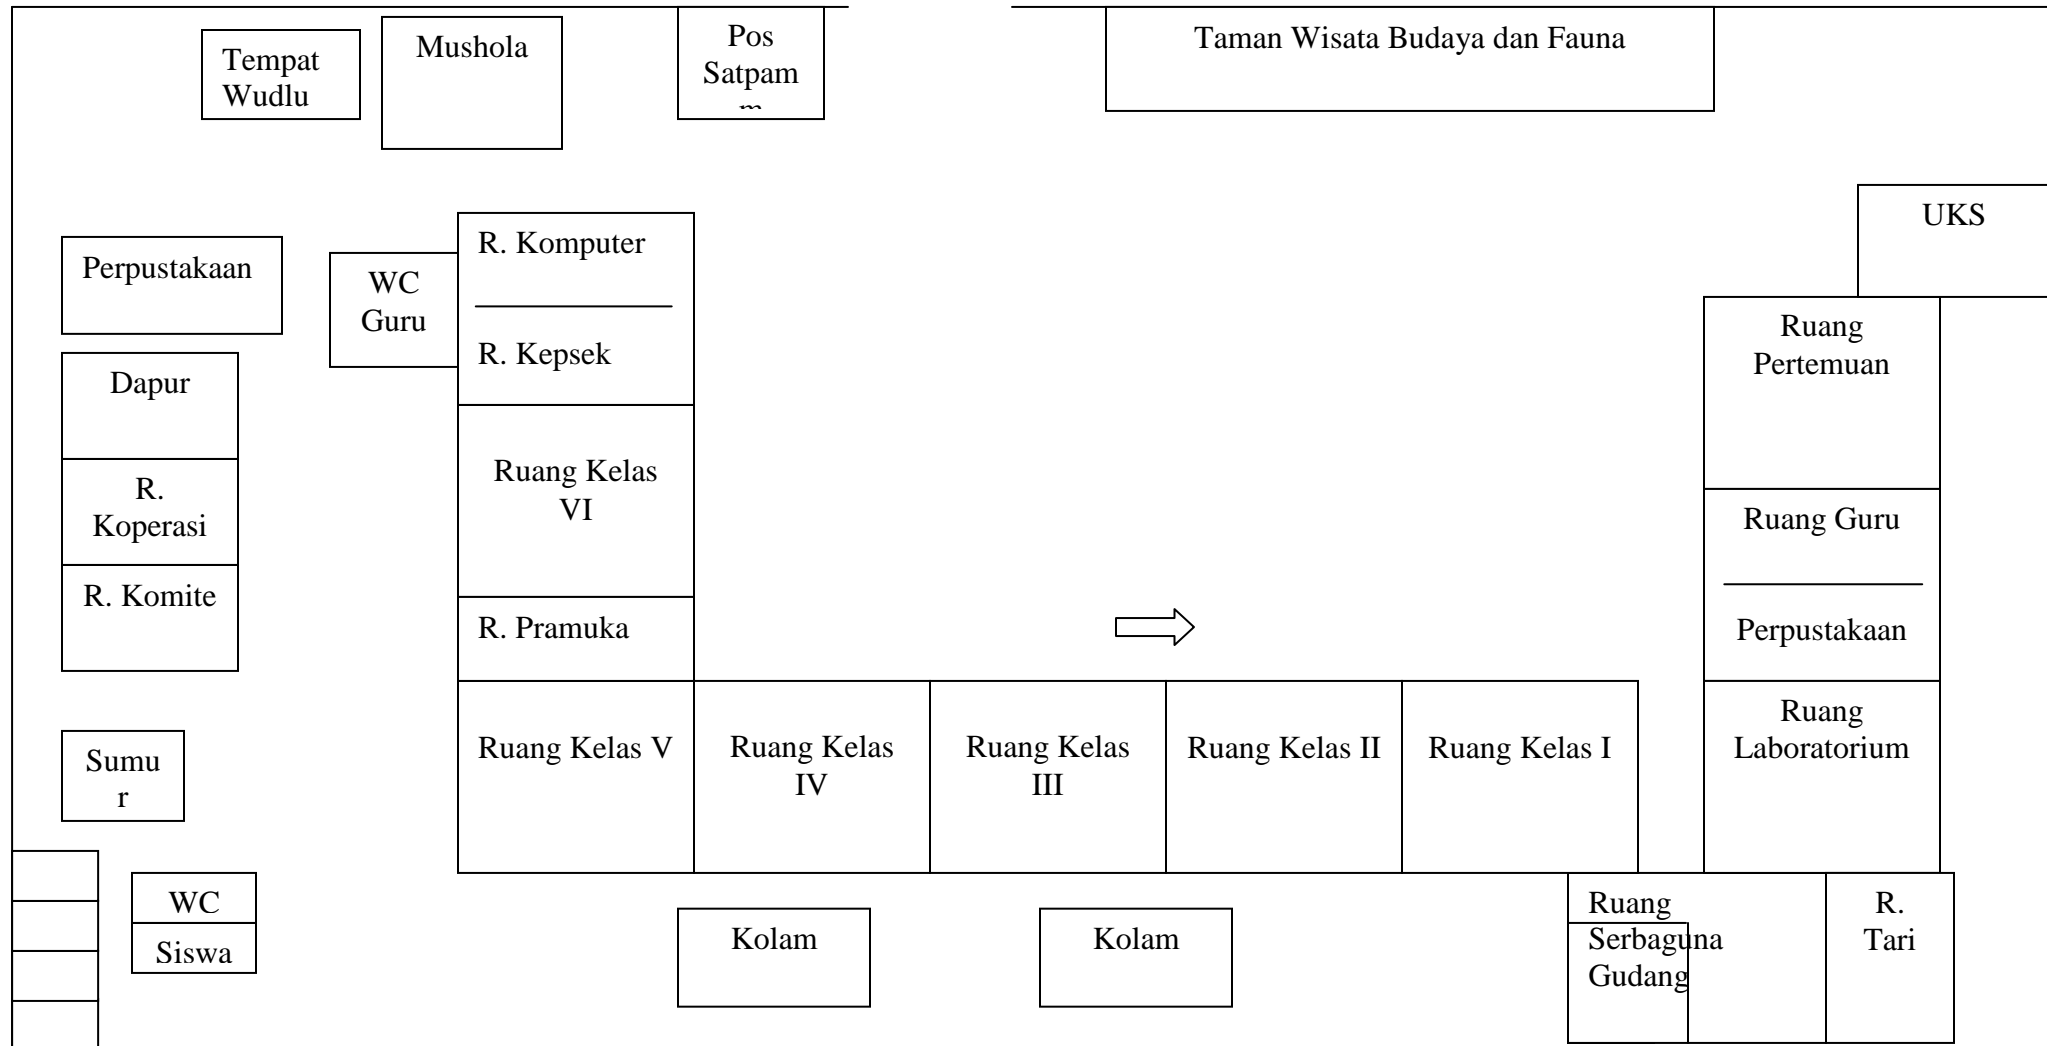 Tempat
Wudlu
Mushola
Pos
Satpam
Taman Wisata Budaya dan Fauna
UKS
Perpustakaan
WC
Guru
R. Komputer
R. Kepsek
Ruang
Pertemuan
Dapur
R.
Koperasi
R. Komite
Ruang Kelas
VI
R. Pramuka
Ruang Guru
Perpustakaan
Sumu
r
Ruang Kelas V
Ruang Kelas
IV
Ruang Kelas
III
Ruang Kelas II
Ruang Kelas I
Ruang
Laboratorium
WC
Siswa
Kolam
Kolam
Ruang
Serbaguna
Gudang
R.
Tari